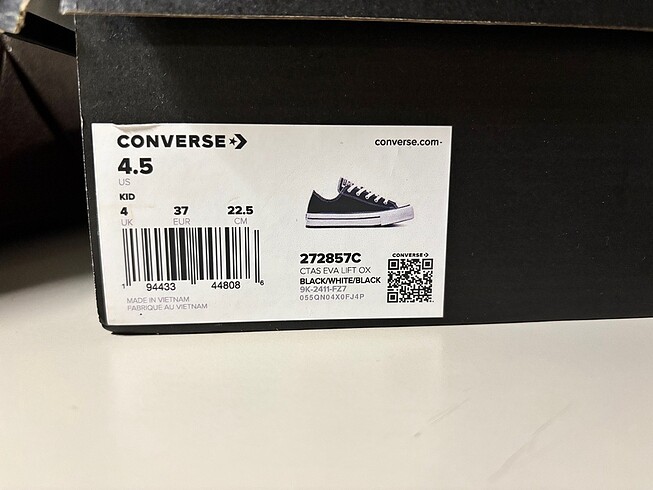 CONVERSE
converse.com
4.5
US
KID
4 37 22.5
UK EUR CM
1 94433 44808 6
MADE IN VIETNAM
FABRIQUE AU VIETNAM
272857C
CTAS EVA LIFT OX
BLACK/WHITE/BLACK
9K-2411-FZ7
055QN04X0FJ4P
CONVERSE